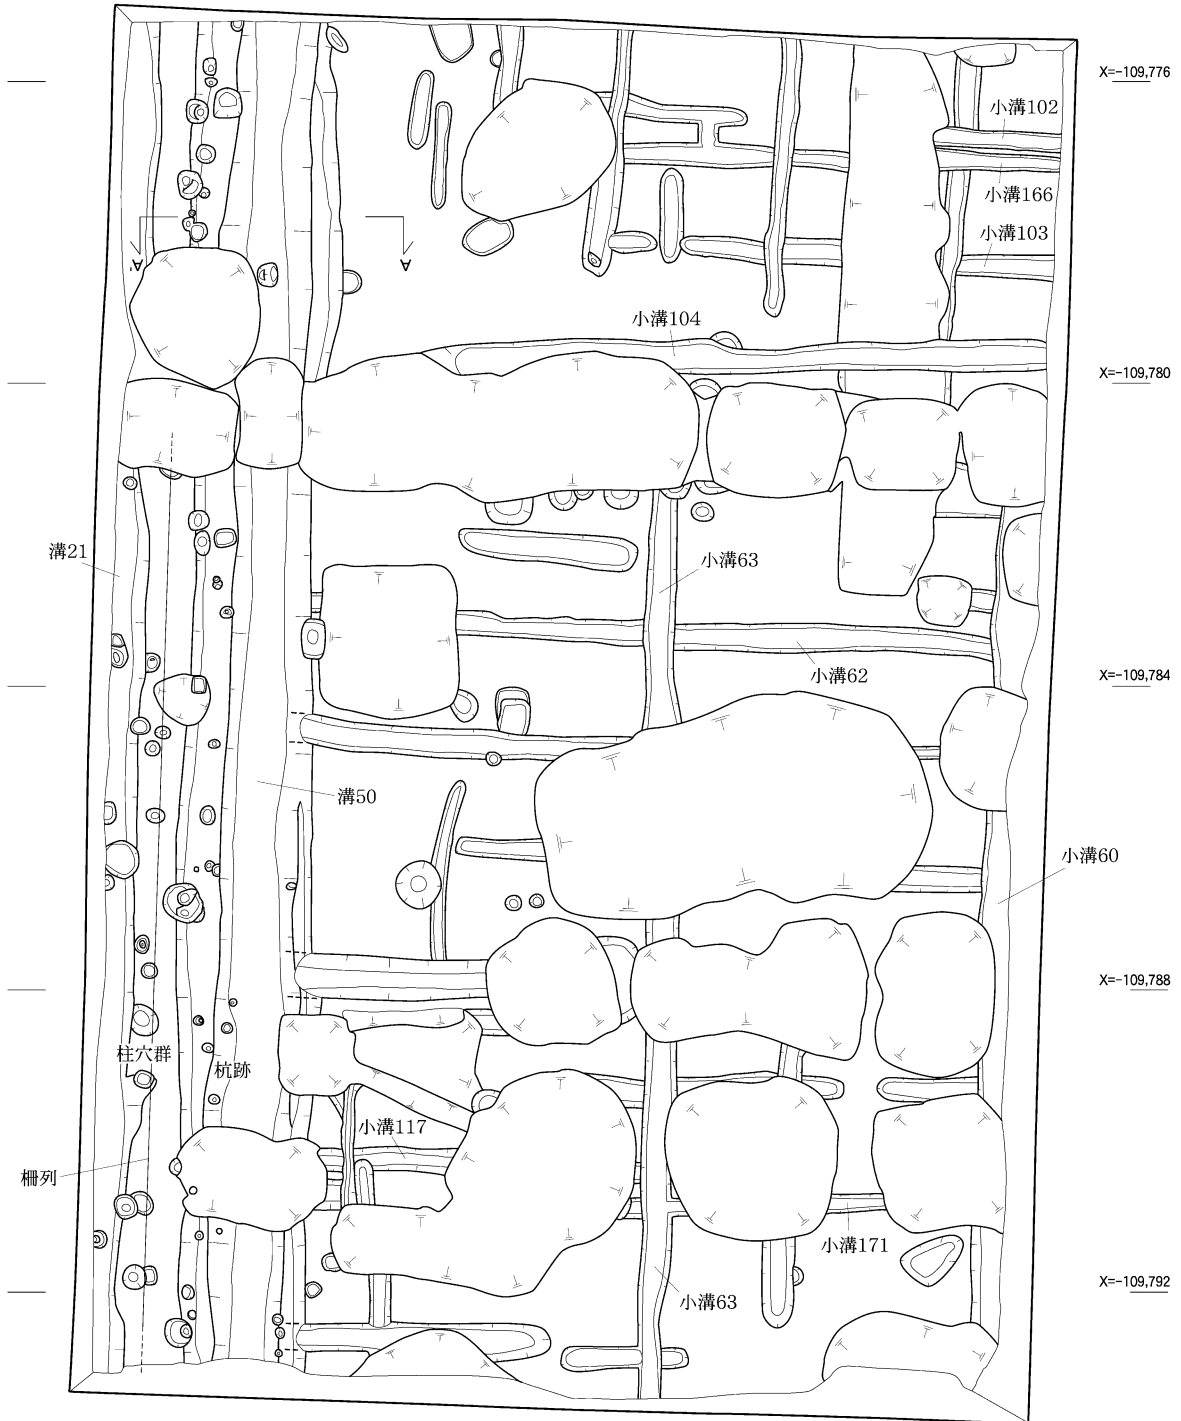 X=-109,776
小溝102
小溝166
小溝103
A'
A
小溝104
X=-109,780
溝21
小溝63
小溝62
X=-109,784
溝50
小溝60
X=-109,788
柱穴群
杭跡
小溝117
柵列
小溝171
X=-109,792
小溝63